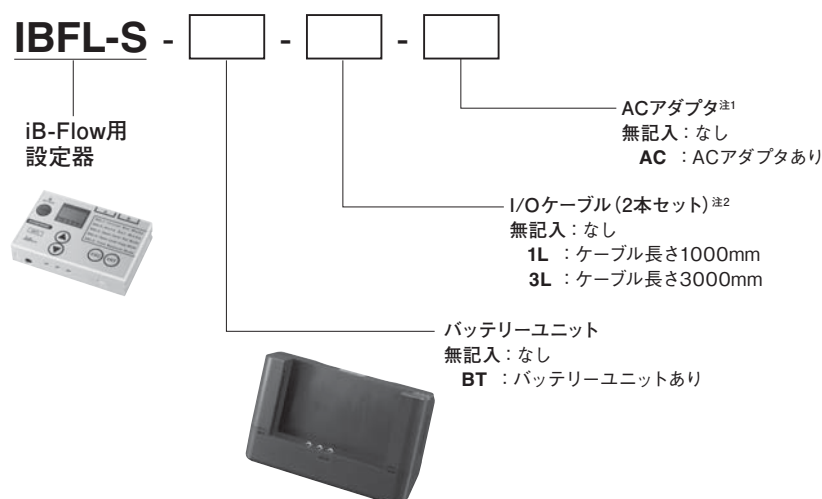 IBFL-S - □ - □ - □
iB-Flow用
設定器
ACアダプタ注1
無記入：なし
AC ：ACアダプタあり
I/Oケーブル（2本セット）注2
無記入：なし
1L ：ケーブル長さ1000mm
3L ：ケーブル長さ3000mm
バッテリーユニット
無記入：なし
BT ：バッテリーユニットあり